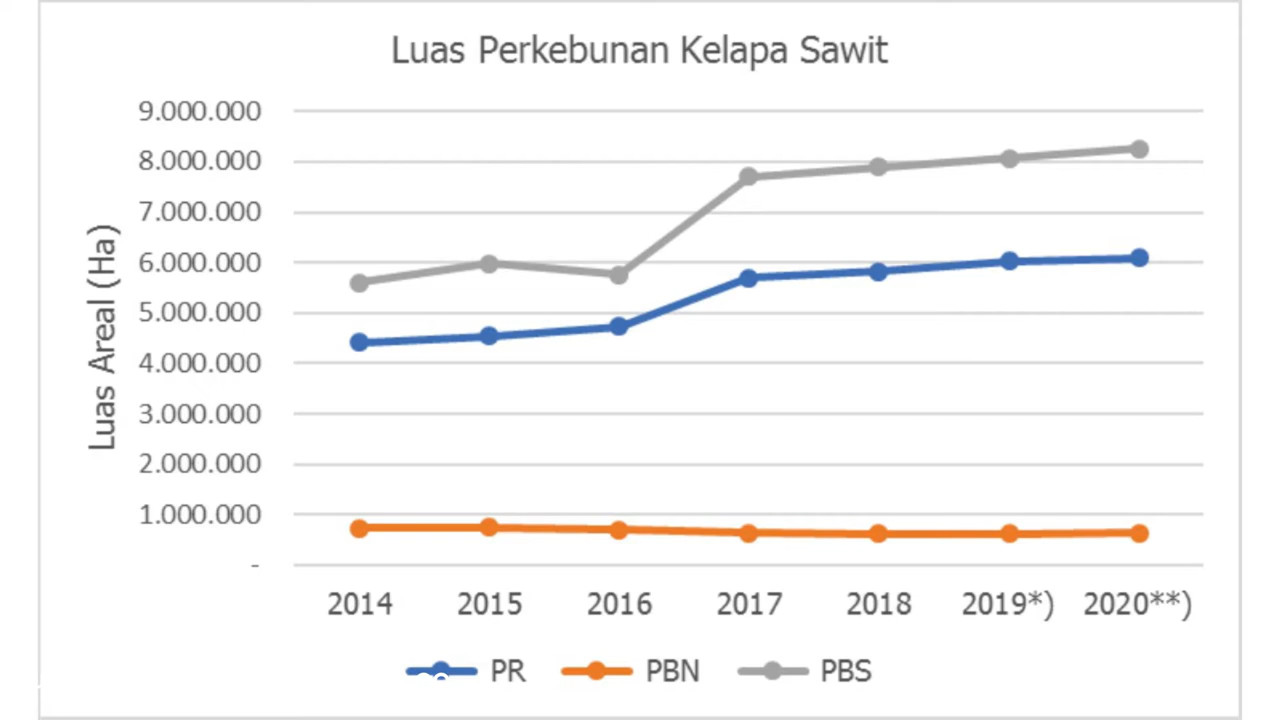 Luas Perkebunan Kelapa Sawit
9.000.000
8.000.000
7.000.000
6.000.000
5.000.000
4.000.000
3.000.000
2.000.000
1.000.000
-
Luas Areal (Ha)
2014 2015 2016 2017 2018 2019*) 2020**)
PR PBN PBS